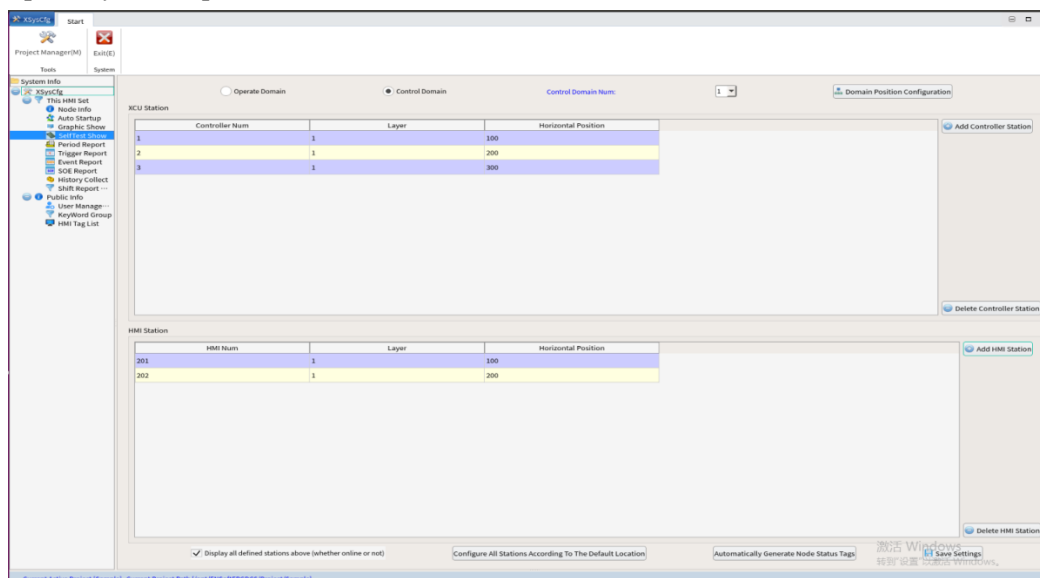 XSysCfg Start
Project Manager(M) Exit(E)
Tools System
System Info
XSysCfg
This HMI Set
Node Info
Auto Startup
Graphic Show
SelfTest Show
Period Report
Trigger Report
Event Report
SOE Report
History Collect
Shift Report ...
Public Info
User Manage...
KeyWord Group
HMI Tag List
Operate Domain Control Domain Control Domain Num: 1 Domain Position Configuration
XCU Station
Controller Num Layer Horizontal Position
1 1 100
2 1 200
3 1 300
Add Controller Station
Delete Controller Station
HMI Station
HMI Num Layer Horizontal Position
201 1 100
202 1 200
Add HMI Station
Delete HMI Station
Display all defined stations above (whether online or not) Configure All Stations According To The Default Location Automatically Generate Node Status Tags Save Settings
激活 Windows